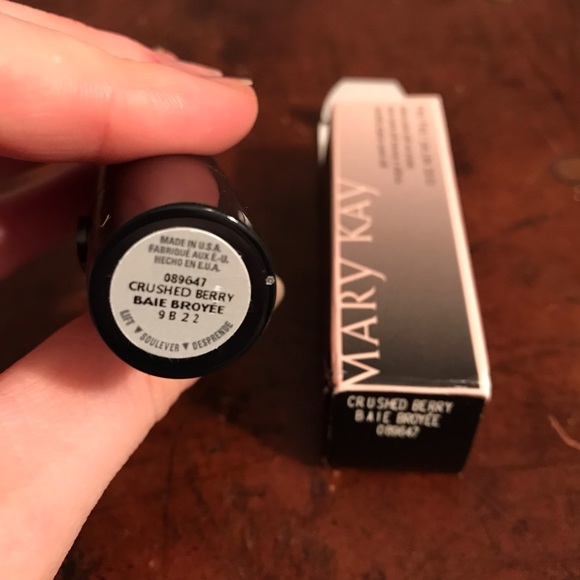 MADE IN U.S.A.
FABRIQUÉ AUX É.-U.
HECHO EN E.U.A.
089647
CRUSHED BERRY
BAIE BROYÉE
9B22
LIFT ▼ SOULEVER ▼ DESPRENDE
MARY KAY
CRUSHED BERRY
BAIE BROYÉE
089647